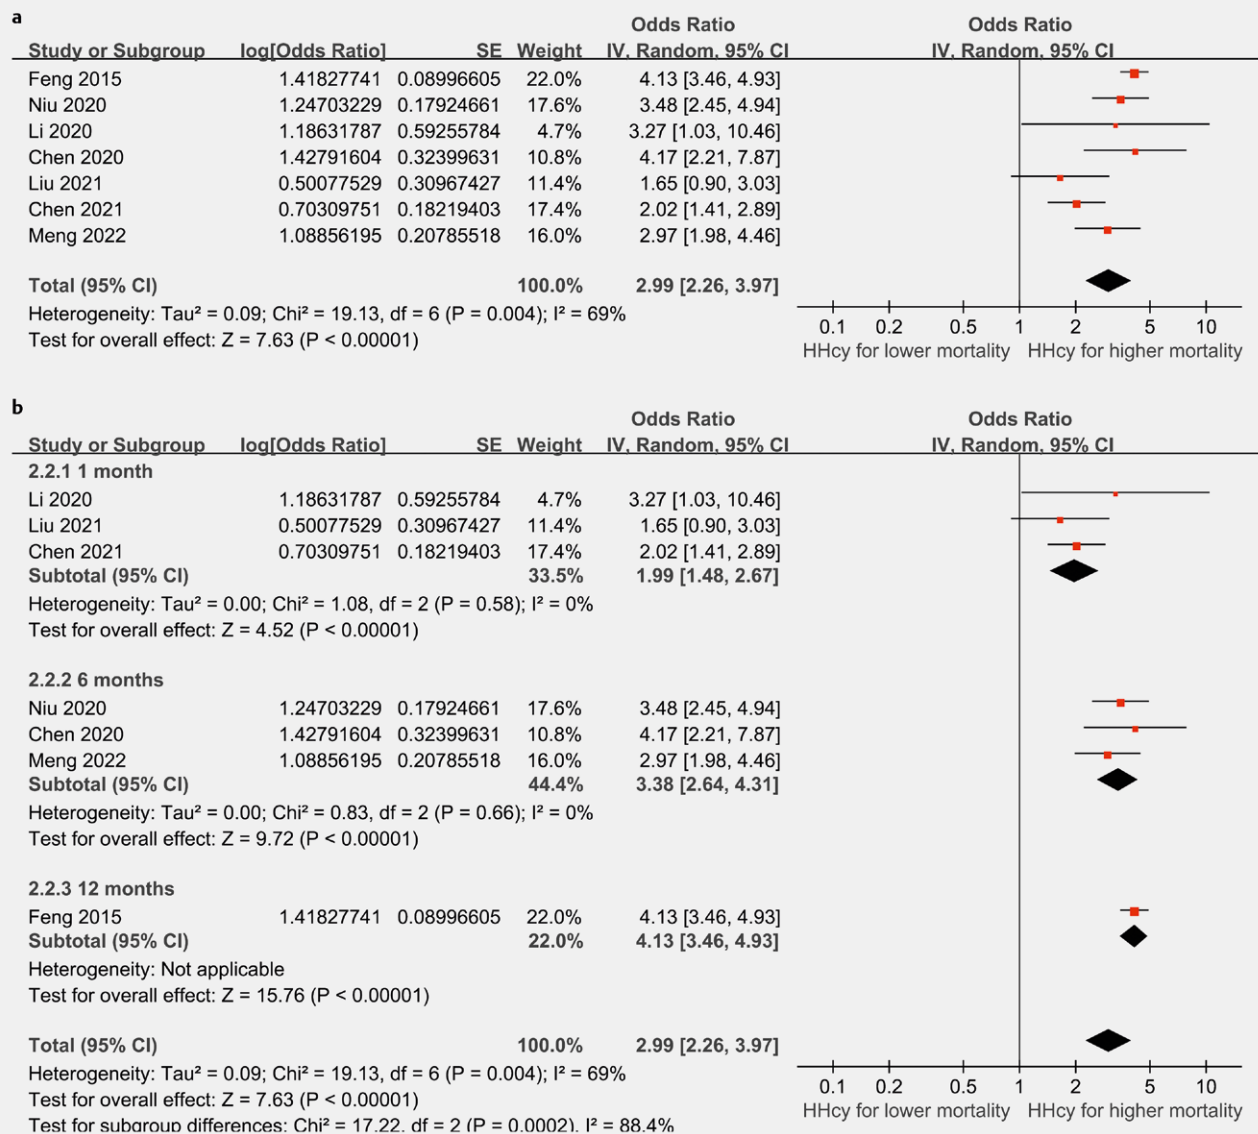 a
Odds Ratio Odds Ratio
Study or Subgroup log[Odds Ratio] SE Weight IV, Random, 95% CI IV, Random, 95% CI
Feng 2015 1.41827741 0.08996605 22.0% 4.13 [3.46, 4.93]
Niu 2020 1.24703229 0.17924661 17.6% 3.48 [2.45, 4.94]
Li 2020 1.18631787 0.59255784 4.7% 3.27 [1.03, 10.46]
Chen 2020 1.42791604 0.32399631 10.8% 4.17 [2.21, 7.87]
Liu 2021 0.50077529 0.30967427 11.4% 1.65 [0.90, 3.03]
Chen 2021 0.70309751 0.18219403 17.4% 2.02 [1.41, 2.89]
Meng 2022 1.08856195 0.20785518 16.0% 2.97 [1.98, 4.46]
Total (95% CI) 100.0% 2.99 [2.26, 3.97]
Heterogeneity: Tau² = 0.09; Chi² = 19.13, df = 6 (P = 0.004); I² = 69%
Test for overall effect: Z = 7.63 (P < 0.00001)
0.1 0.2 0.5 1 2 5 10
HHcy for lower mortality HHcy for higher mortality
b
Odds Ratio Odds Ratio
Study or Subgroup log[Odds Ratio] SE Weight IV, Random, 95% CI IV, Random, 95% CI
2.2.1 1 month
Li 2020 1.18631787 0.59255784 4.7% 3.27 [1.03, 10.46]
Liu 2021 0.50077529 0.30967427 11.4% 1.65 [0.90, 3.03]
Chen 2021 0.70309751 0.18219403 17.4% 2.02 [1.41, 2.89]
Subtotal (95% CI) 33.5% 1.99 [1.48, 2.67]
Heterogeneity: Tau² = 0.00; Chi² = 1.08, df = 2 (P = 0.58); I² = 0%
Test for overall effect: Z = 4.52 (P < 0.00001)
2.2.2 6 months
Niu 2020 1.24703229 0.17924661 17.6% 3.48 [2.45, 4.94]
Chen 2020 1.42791604 0.32399631 10.8% 4.17 [2.21, 7.87]
Meng 2022 1.08856195 0.20785518 16.0% 2.97 [1.98, 4.46]
Subtotal (95% CI) 44.4% 3.38 [2.64, 4.31]
Heterogeneity: Tau² = 0.00; Chi² = 0.83, df = 2 (P = 0.66); I² = 0%
Test for overall effect: Z = 9.72 (P < 0.00001)
2.2.3 12 months
Feng 2015 1.41827741 0.08996605 22.0% 4.13 [3.46, 4.93]
Subtotal (95% CI) 22.0% 4.13 [3.46, 4.93]
Heterogeneity: Not applicable
Test for overall effect: Z = 15.76 (P < 0.00001)
Total (95% CI) 100.0% 2.99 [2.26, 3.97]
Heterogeneity: Tau² = 0.09; Chi² = 19.13, df = 6 (P = 0.004); I² = 69%
Test for overall effect: Z = 7.63 (P < 0.00001)
Test for subgroup differences: Chi² = 17.22, df = 2 (P = 0.0002), I² = 88.4%
0.1 0.2 0.5 1 2 5 10
HHcy for lower mortality HHcy for higher mortality